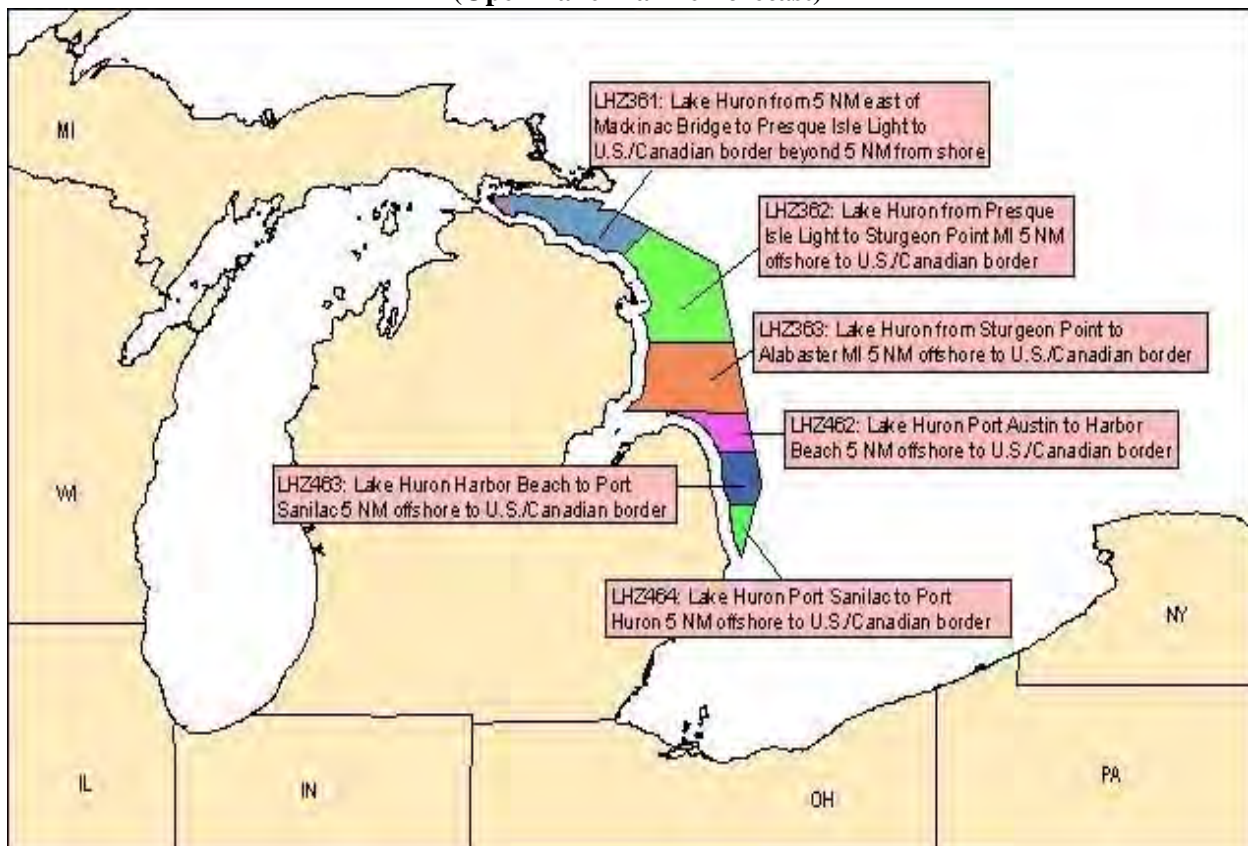 MI
LHZ361: Lake Huron from 5 NM east of
Mackinac Bridge to Presque Isle Light to
U.S./Canadian border beyond 5 NM from shore
LHZ362: Lake Huron from Presque
Isle Light to Sturgeon Point MI 5 NM
offshore to U.S./Canadian border
LHZ363: Lake Huron from Sturgeon Point to
Alabaster MI 5 NM offshore to U.S./Canadian border
LHZ462: Lake Huron Port Austin to Harbor
Beach 5 NM offshore to U.S./Canadian border
WI
LHZ463: Lake Huron Harbor Beach to Port
Sanilac 5 NM offshore to U.S./Canadian border
LHZ464: Lake Huron Port Sanilac to Port
Huron 5 NM offshore to U.S./Canadian border
NY
IL
IN
OH
PA